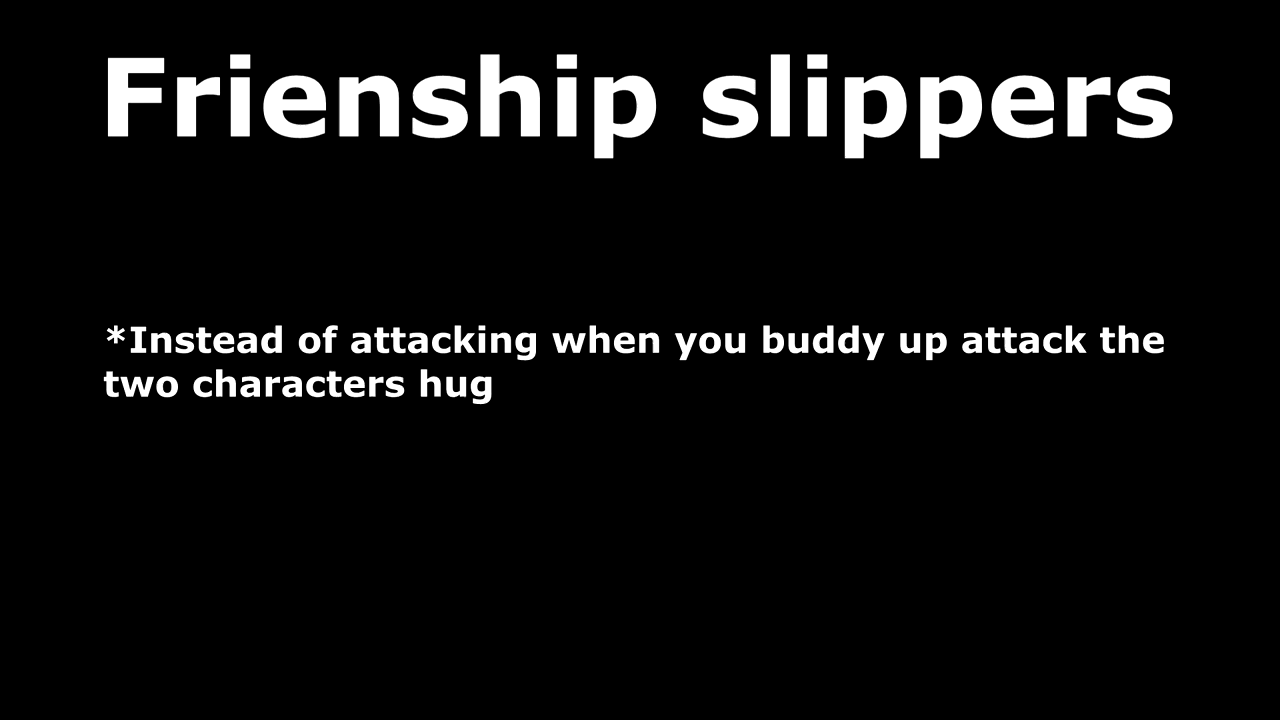 Frienship slippers
*Instead of attacking when you buddy up attack the
two characters hug